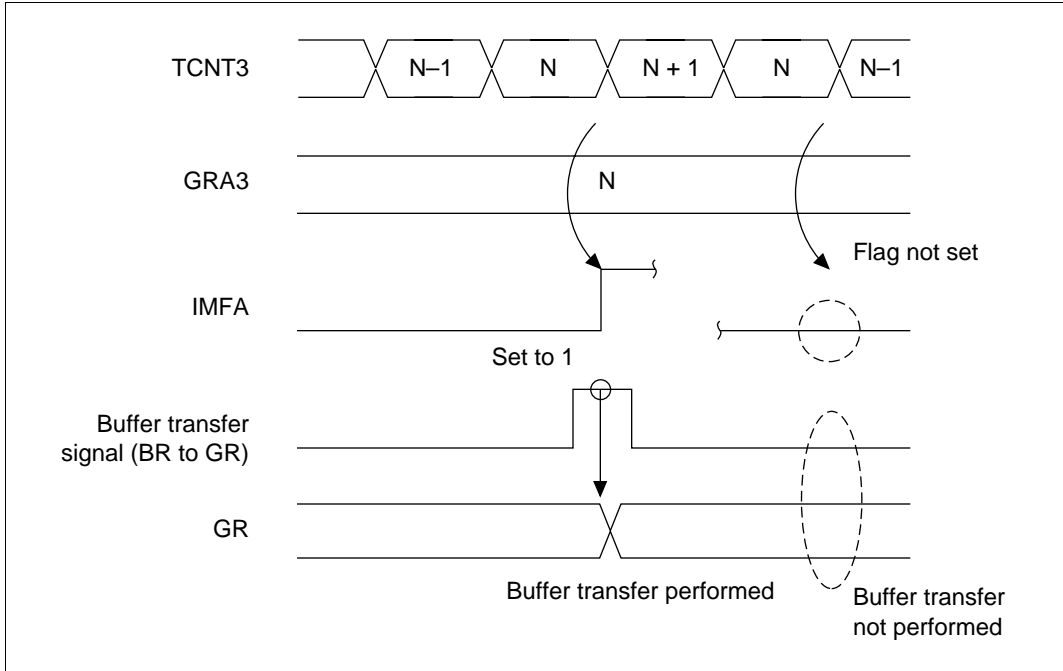 TCNT3 N–1 N N + 1 N N–1
GRA3 N
Flag not set
IMFA
Set to 1
Buffer transfer
signal (BR to GR)
GR
Buffer transfer performed
Buffer transfer
not performed